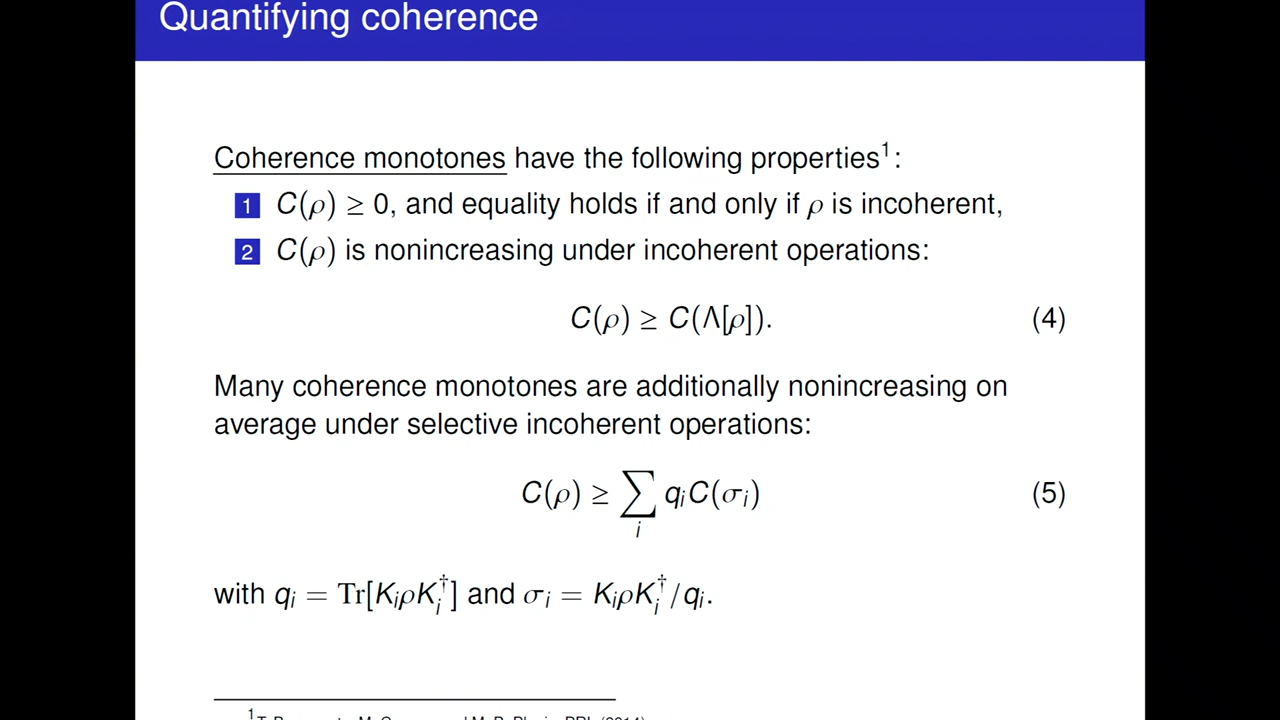 Quantifying coherence
Coherence monotones have the following properties¹:
1 C(ρ) ≥ 0, and equality holds if and only if ρ is incoherent,
2 C(ρ) is nonincreasing under incoherent operations:
C(ρ) ≥ C(Λ[ρ]). (4)
Many coherence monotones are additionally nonincreasing on
average under selective incoherent operations:
C(ρ) ≥ ∑ᵢ qᵢC(σᵢ) (5)
with qᵢ = Tr[KᵢρKᵢ†] and σᵢ = KᵢρKᵢ†/qᵢ.